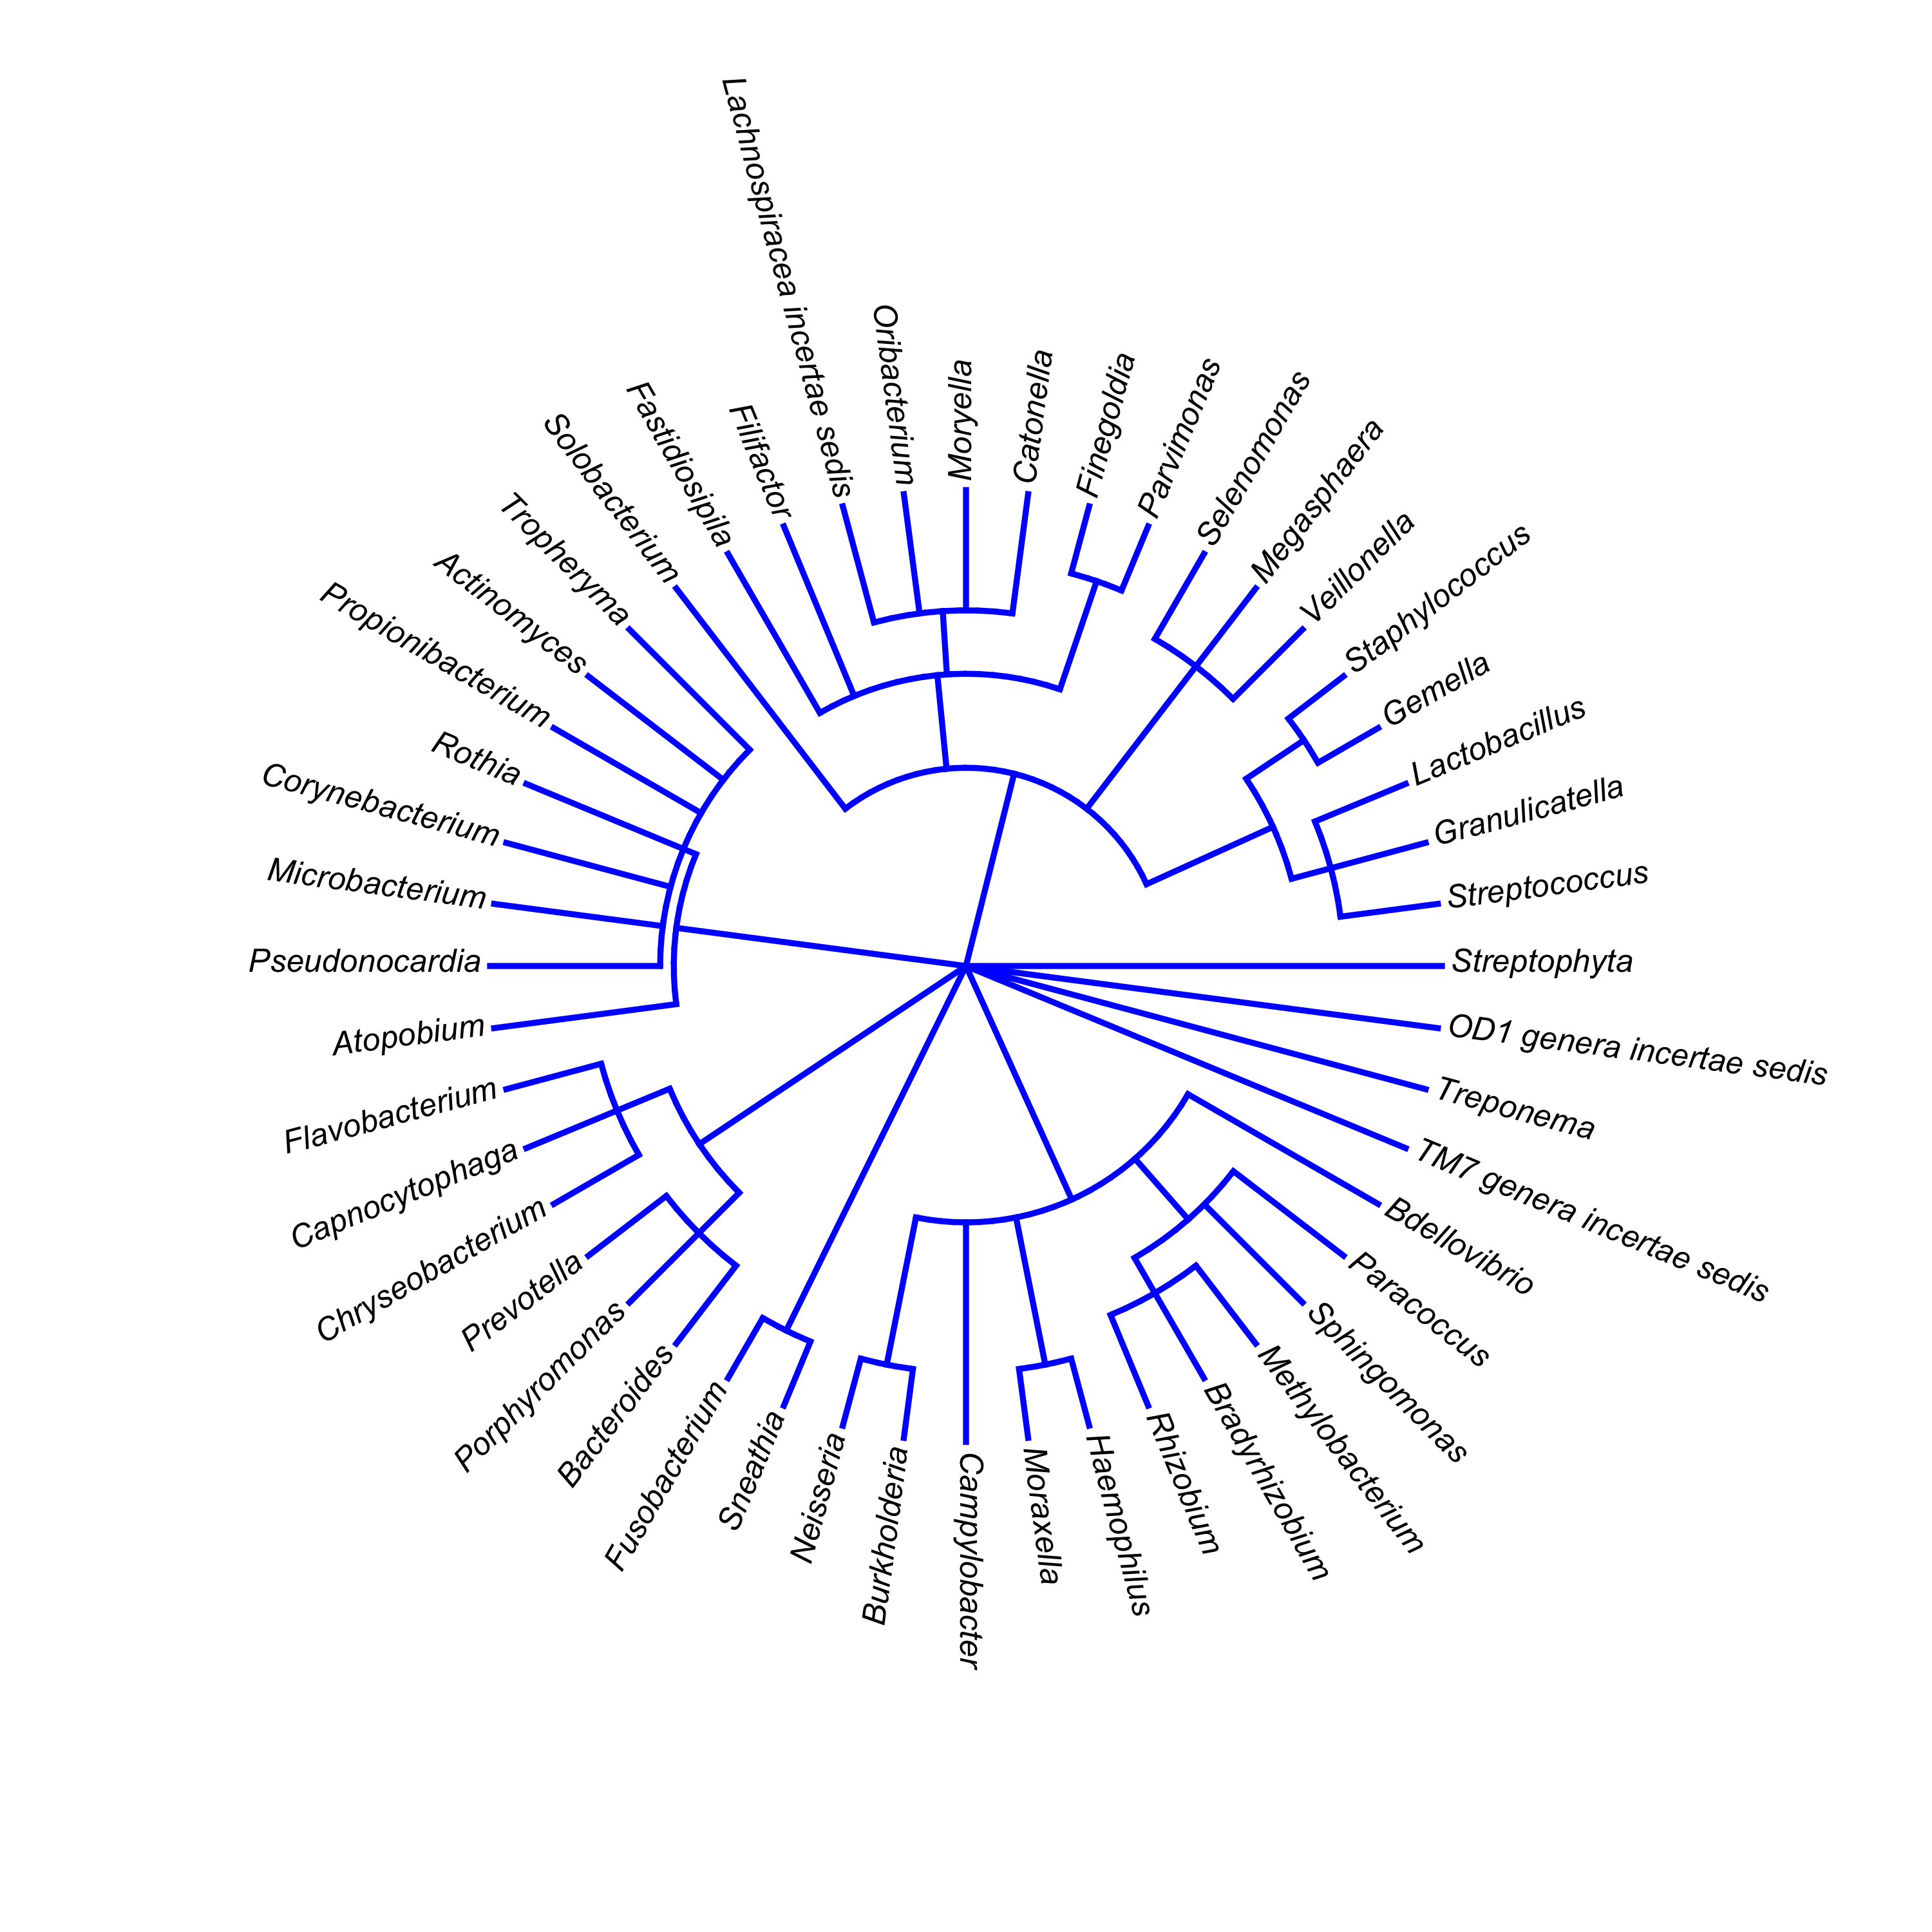 Lachnospiracea incertae sedis
Oribacterium
Moryella
Catonella
Finegoldia
Parvimonas
Selenomonas
Megasphaera
Veillonella
Staphylococcus
Gemella
Lactobacillus
Granulicatella
Streptococcus
Streptophyta
OD1 genera incertae sedis
Treponema
TM7 genera incertae sedis
Bdellovibrio
Paracoccus
Sphingomonas
Methylobacterium
Bradyrhizobium
Rhizobium
Haemophilus
Moraxella
Campylobacter
Burkholderia
Neisseria
Sneathia
Fusobacterium
Bacteroides
Porphyromonas
Prevotella
Chryseobacterium
Capnocytophaga
Flavobacterium
Atopobium
Pseudonocardia
Microbacterium
Corynebacterium
Rothia
Propionibacterium
Actinomyces
Tropheryma
Solobacterium
Fastidiosipila
Filifactor